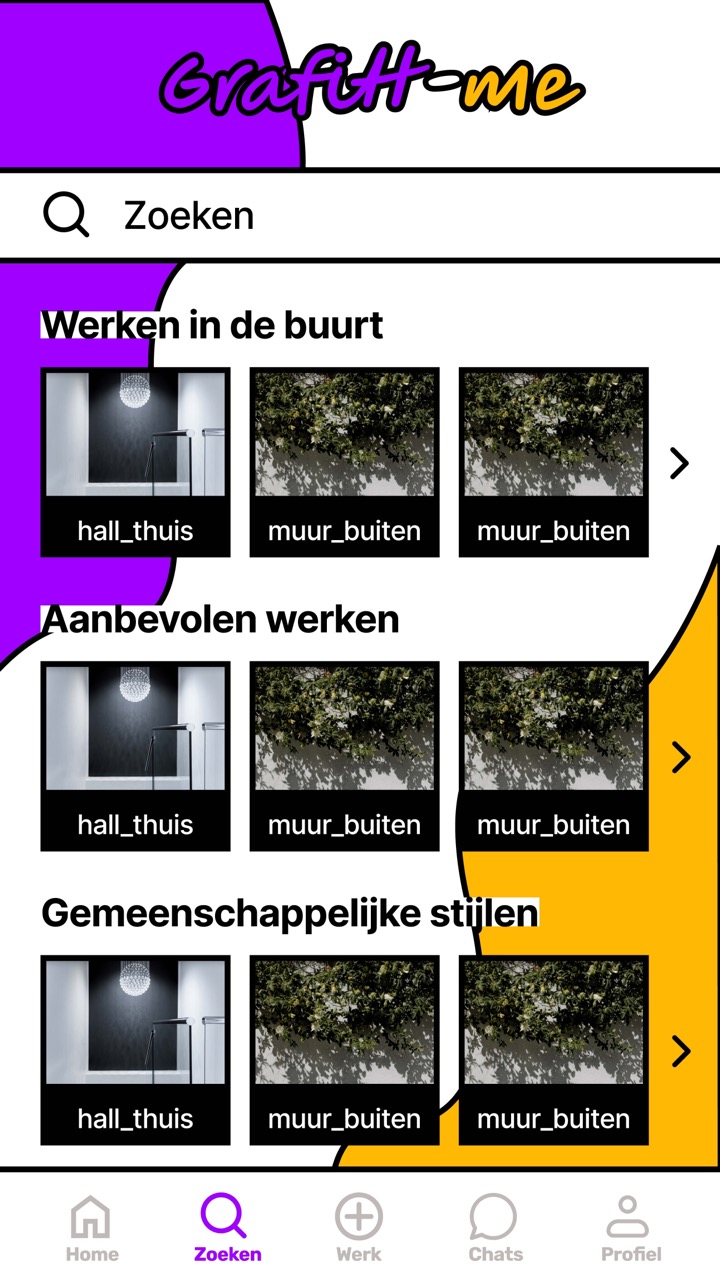 Grafitt-me
Zoeken
Werken in de buurt
hall_thuis muur_buiten muur_buiten
Aanbevolen werken
hall_thuis muur_buiten muur_buiten
Gemeenschappelijke stijlen
hall_thuis muur_buiten muur_buiten
Home Zoeken Werk Chats Profiel